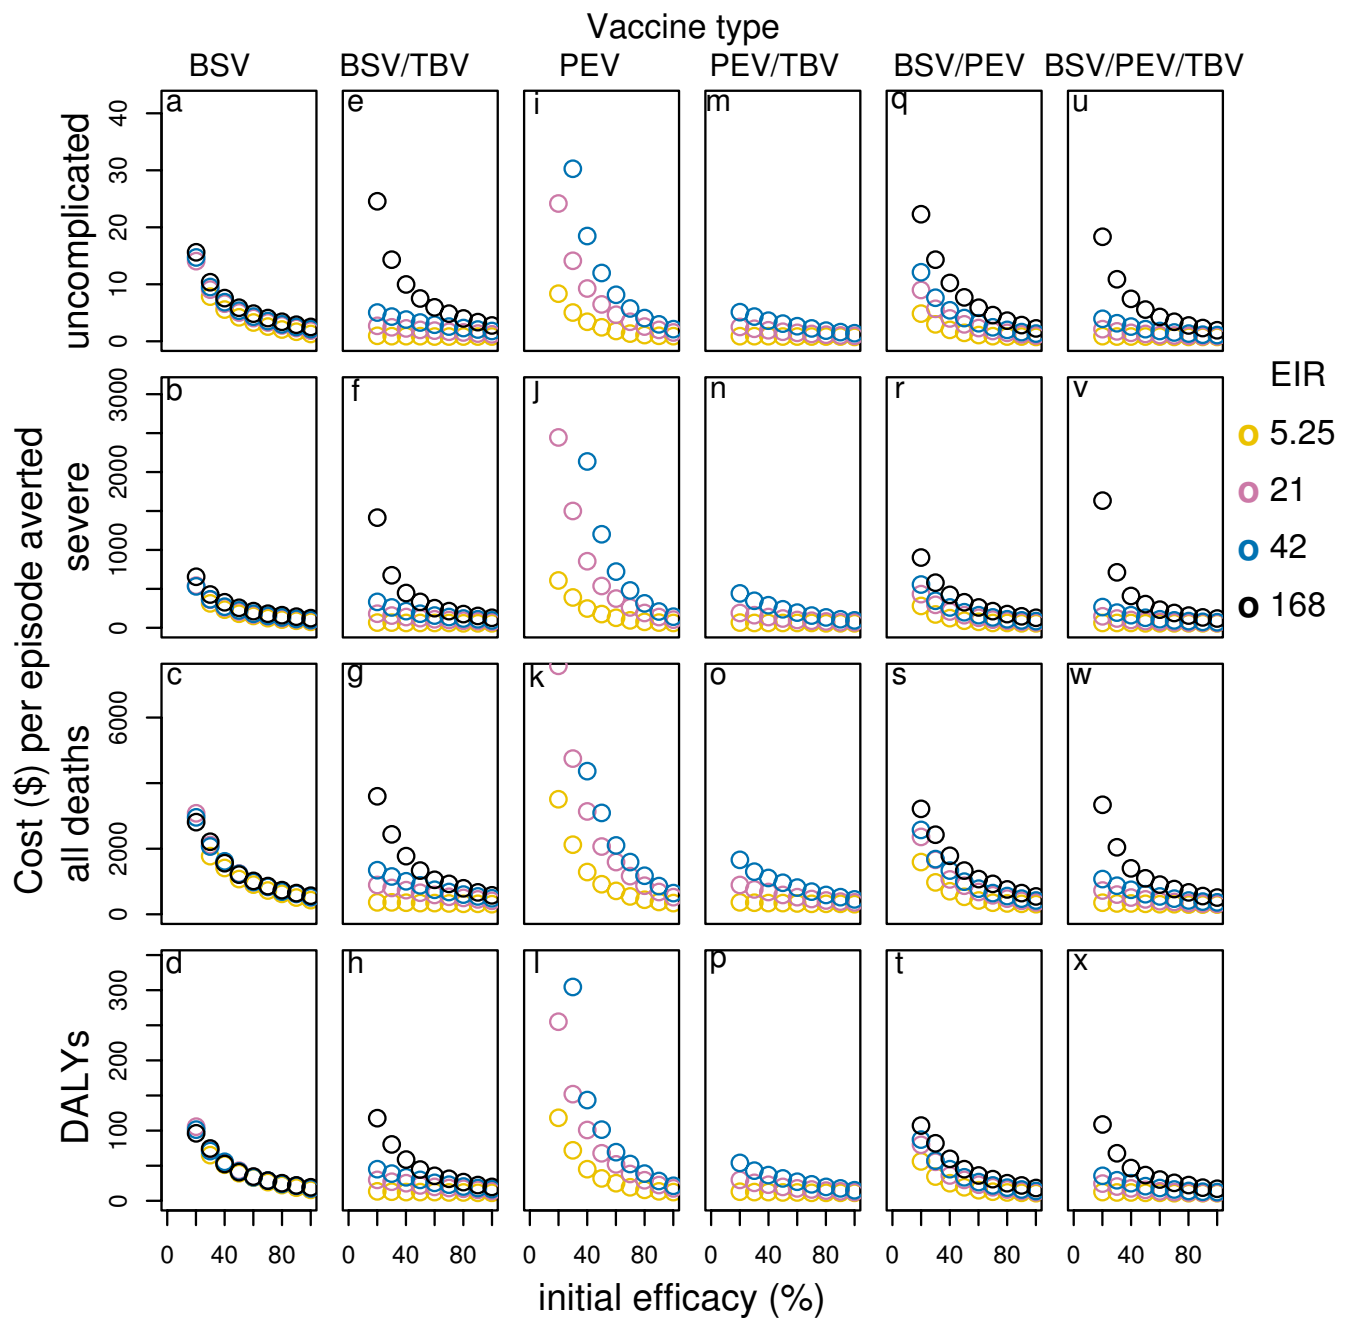 Vaccine type
BSV BSV/TBV PEV PEV/TBV BSV/PEV BSV/PEV/TBV
a e i m q u
uncomplicated
0 10 20 30 40
b f J n r v
severe
0 1000 2000 3000
EIR
o 5.25
o 21
o 42
o 168
c g k o s w
all deaths
0 2000 6000
d h l p t x
DALYs
0 100 200 300
Cost ($) per episode averted
0 40 80 0 40 80 0 40 80 0 40 80 0 40 80 0 40 80
initial efficacy (%)